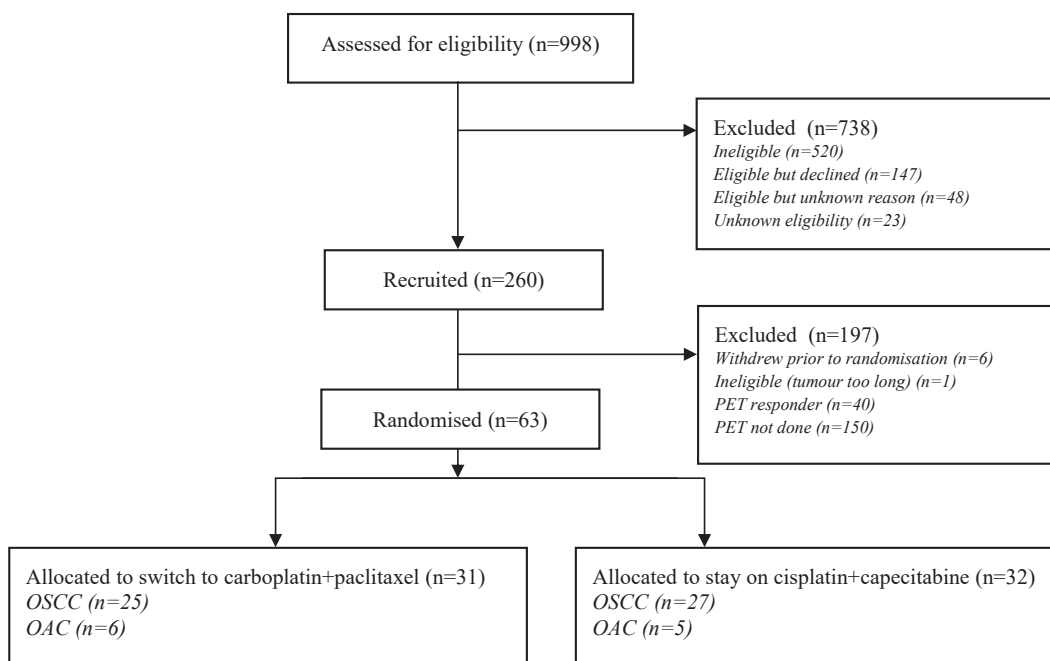 Assessed for eligibility (n=998)
Excluded (n=738)
Ineligible (n=520)
Eligible but declined (n=147)
Eligible but unknown reason (n=48)
Unknown eligibility (n=23)
Recruited (n=260)
Excluded (n=197)
Withdrew prior to randomisation (n=6)
Ineligible (tumour too long) (n=1)
PET responder (n=40)
PET not done (n=150)
Randomised (n=63)
Allocated to switch to carboplatin+paclitaxel (n=31)
OSCC (n=25)
OAC (n=6)
Allocated to stay on cisplatin+capecitabine (n=32)
OSCC (n=27)
OAC (n=5)